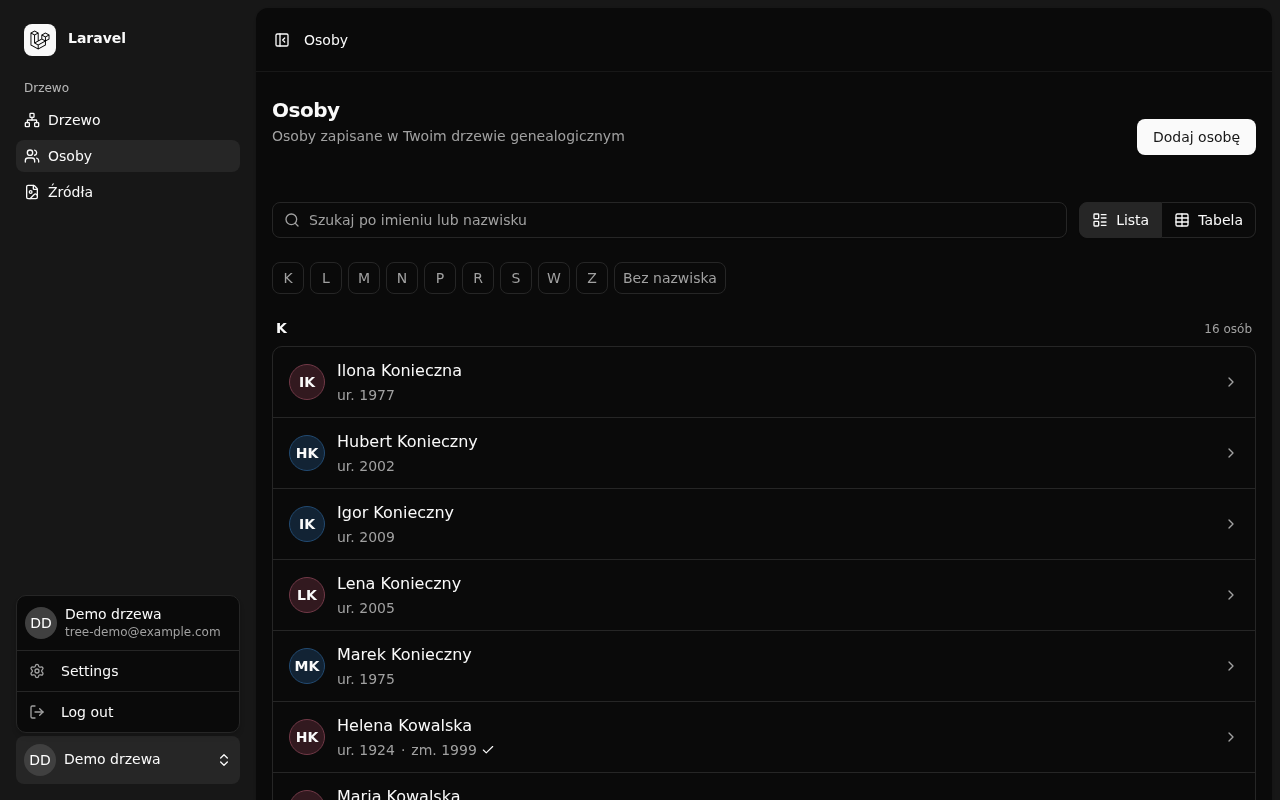 Laravel
Drzewo
Drzewo
Osoby
Źródła
Demo drzewa
DD
tree-demo@example.com
Settings
Log out
DD
Demo drzewa
Osoby
Osoby
Osoby zapisane w Twoim drzewie genealogicznym
Dodaj osobę
Szukaj po imieniu lub nazwisku
Lista
Tabela
K
L
M
N
P
R
S
W
Z
Bez nazwiska
K
16 osób
IK
Ilona Konieczna
ur. 1977
HK
Hubert Konieczny
ur. 2002
IK
Igor Konieczny
ur. 2009
LK
Lena Konieczny
ur. 2005
MK
Marek Konieczny
ur. 1975
HK
Helena Kowalska
ur. 1924 · zm. 1999 ✓
Maria Kowalska